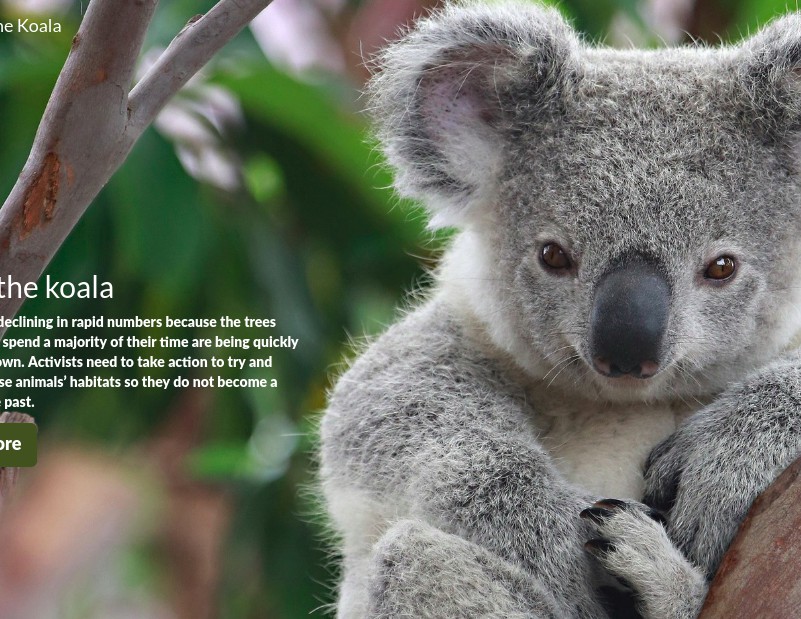 he Koala
the koala
declining in rapid numbers because the trees
spend a majority of their time are being quickly
own. Activists need to take action to try and
se animals' habitats so they do not become a
past.
ore